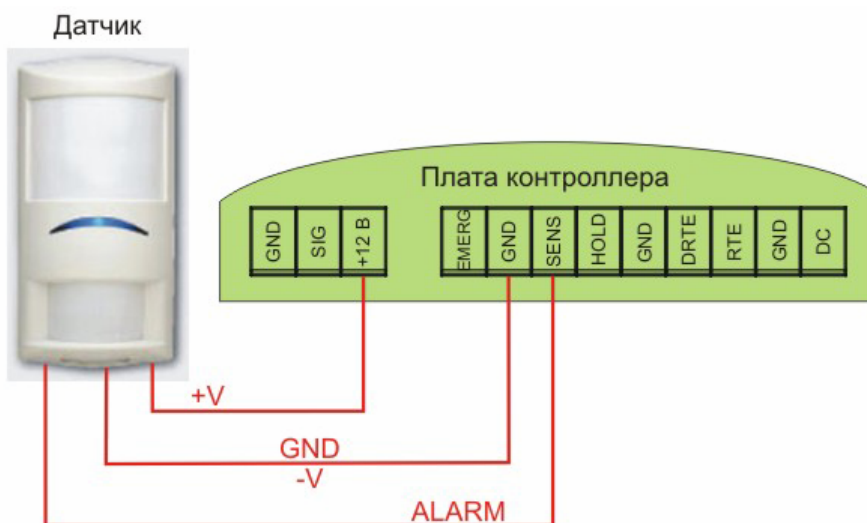 Датчик
Плата контроллера
GND SIG +12 В EMERG GND SENS HOLD GND DRTE RTE GND DC
+V
GND
-V
ALARM